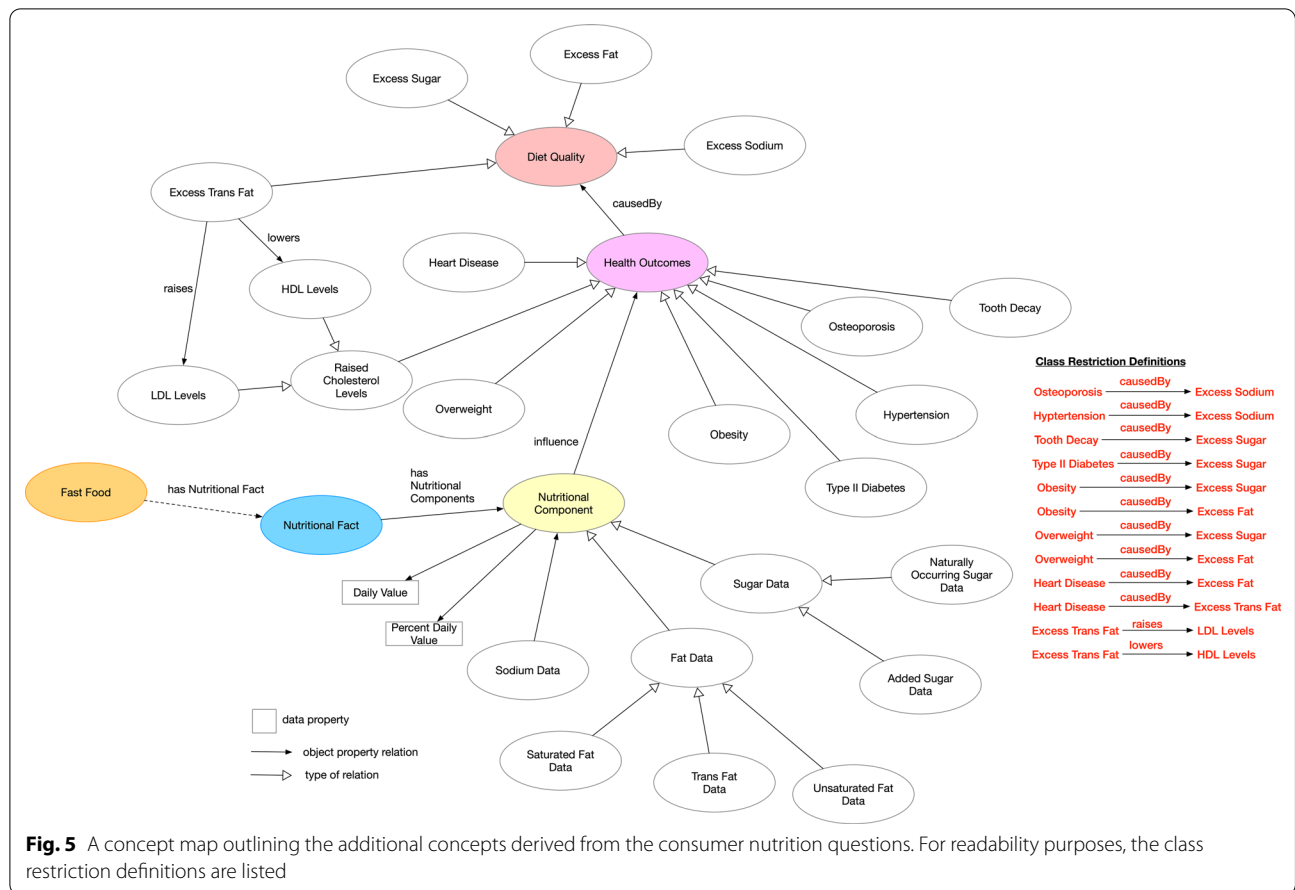 Excess Fat
Excess Sugar
Excess Sodium
Diet Quality
Excess Trans Fat
causedBy
lowers
Heart Disease
Health Outcomes
HDL Levels
raises
Tooth Decay
Osteoporosis
Raised
Cholesterol
Levels
LDL Levels
Overweight
Hypertension
Obesity
influence
Type II Diabetes
has
Nutritional
Components
Fast Food
has Nutritional Fact
Nutritional
Component
Nutritional Fact
Naturally
Occurring Sugar
Data
Sugar Data
Daily Value
Percent Daily
Value
Sodium Data
Fat Data
Added Sugar
Data
Saturated Fat
Data
Trans Fat
Data
Unsaturated Fat
Data
data property
object property relation
type of relation
Class Restriction Definitions
causedBy
Osteoporosis Excess Sodium
causedBy
Hyptertension Excess Sodium
causedBy
Tooth Decay Excess Sugar
causedBy
Type II Diabetes Excess Sugar
causedBy
Obesity Excess Sugar
causedBy
Obesity Excess Fat
causedBy
Overweight Excess Sugar
causedBy
Overweight Excess Fat
causedBy
Heart Disease Excess Fat
causedBy
Heart Disease Excess Trans Fat
raises
Excess Trans Fat LDL Levels
lowers
Excess Trans Fat HDL Levels
Fig. 5 A concept map outlining the additional concepts derived from the consumer nutrition questions. For readability purposes, the class
restriction definitions are listed